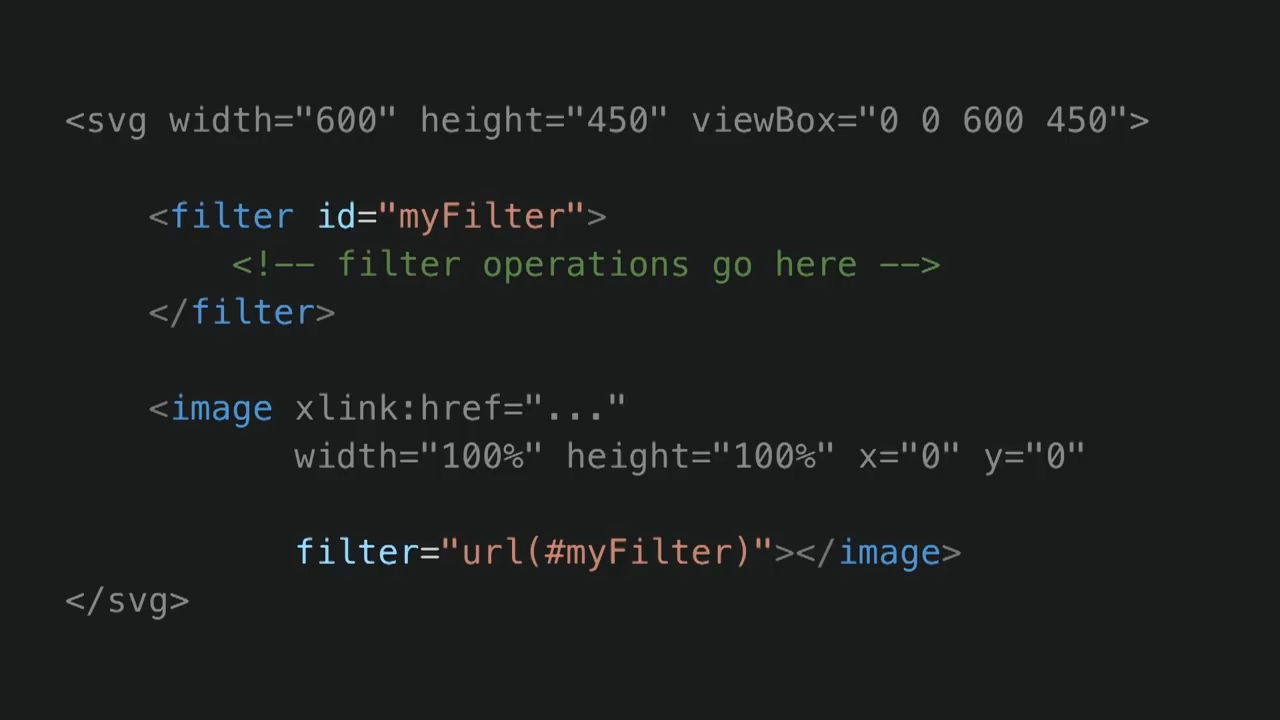 <svg width="600" height="450" viewBox="0 0 600 450">
<filter id="myFilter">
<!-- filter operations go here -->
</filter>
<image xlink:href="..."
width="100%" height="100%" x="0" y="0"
filter="url(#myFilter)"></image>
</svg>